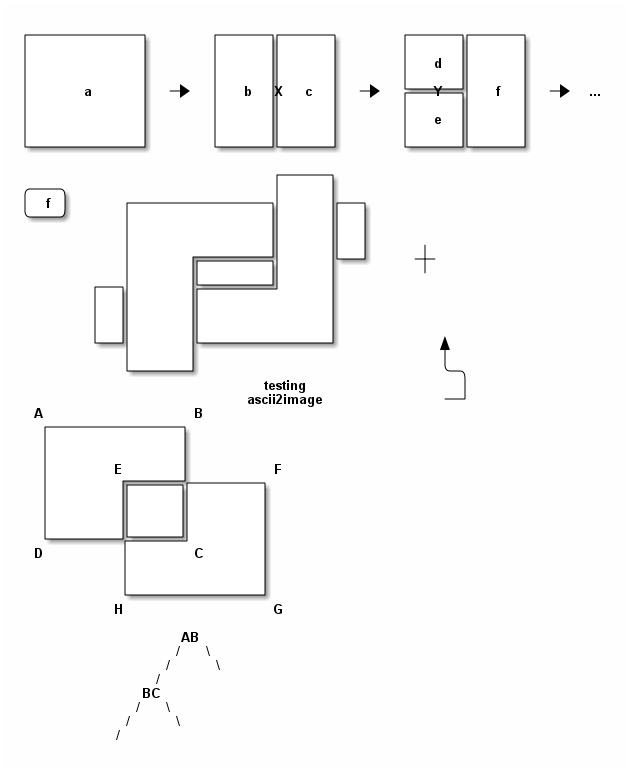 a b X c d Y e f ...
f
testing
ascii2image
A B
E F
D C
H G
AB
/ \
/ \
/
BC
/ \
/ \
/